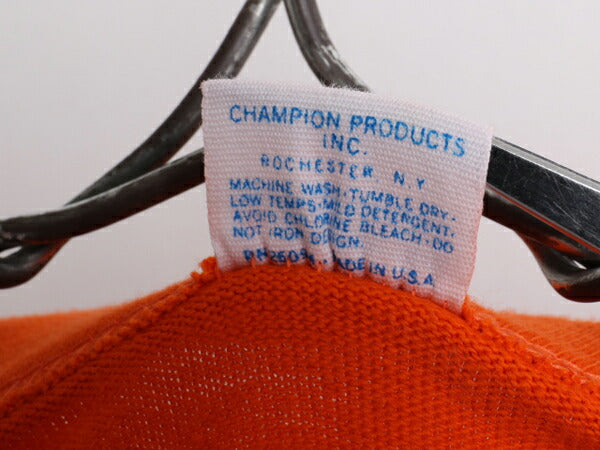 CHAMPION PRODUCTS
INC.
ROCHESTER, N.Y
MACHINE WASH·TUMBLE DRY·
LOW TEMPS·MILD DETERGENT,
AVOID CHLORINE BLEACH·DO
NOT IRON DESIGN.
MADE IN U.S.A